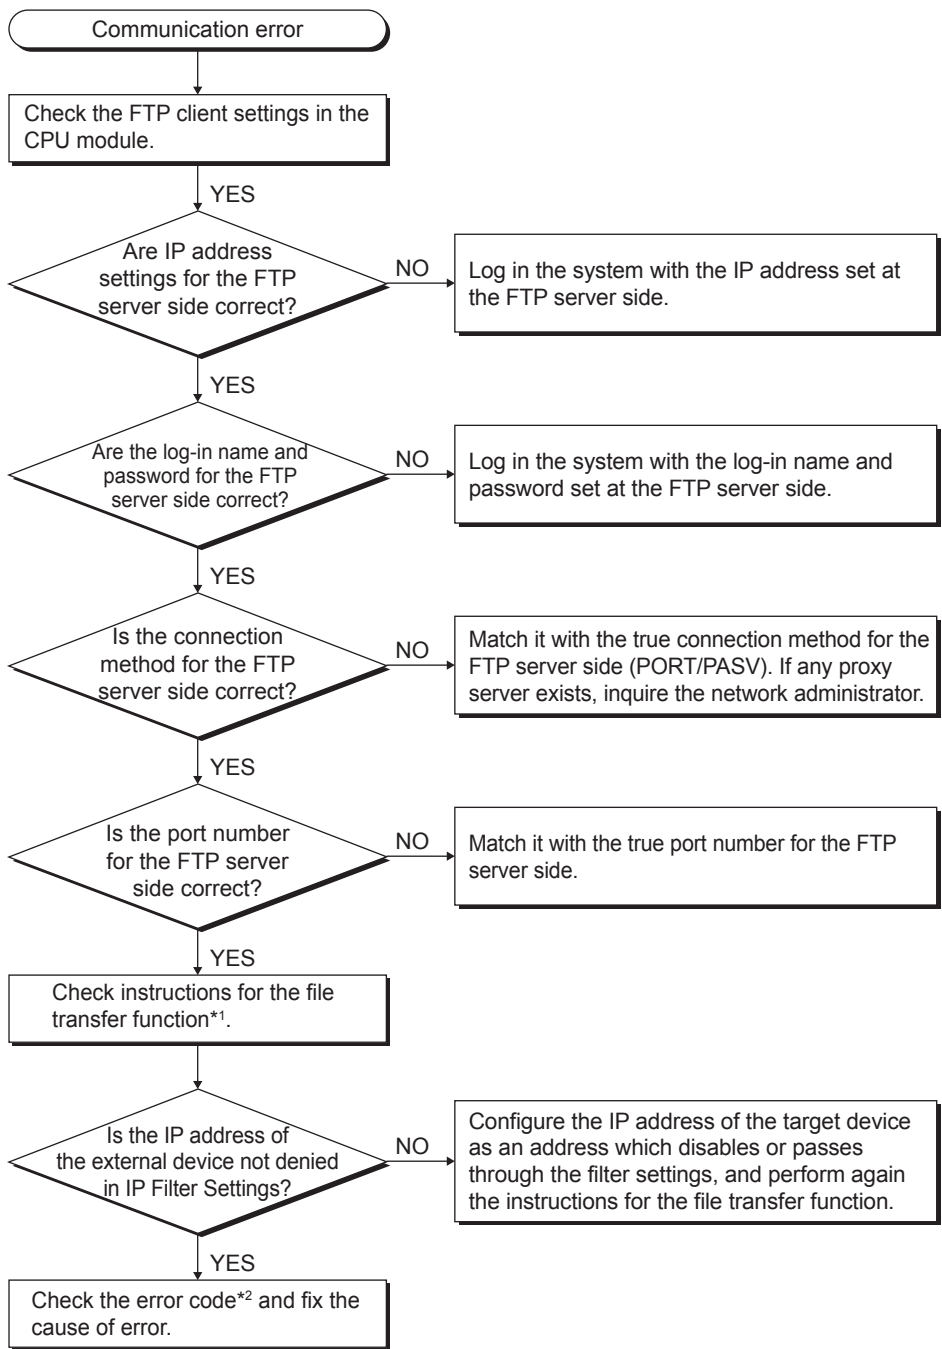 Communication error
Check the FTP client settings in the
CPU module.
YES
Are IP address
settings for the FTP
server side correct?
NO
Log in the system with the IP address set at
the FTP server side.
YES
Are the log-in name and
password for the FTP
server side correct?
NO
Log in the system with the log-in name and
password set at the FTP server side.
YES
Is the connection
method for the FTP
server side correct?
NO
Match it with the true connection method for the
FTP server side (PORT/PASV). If any proxy
server exists, inquire the network administrator.
YES
Is the port number
for the FTP server
side correct?
NO
Match it with the true port number for the FTP
server side.
YES
Check instructions for the file
transfer function*1.
Is the IP address of
the external device not denied
in IP Filter Settings?
NO
Configure the IP address of the target device
as an address which disables or passes
through the filter settings, and perform again
the instructions for the file transfer function.
YES
Check the error code*2 and fix the
cause of error.